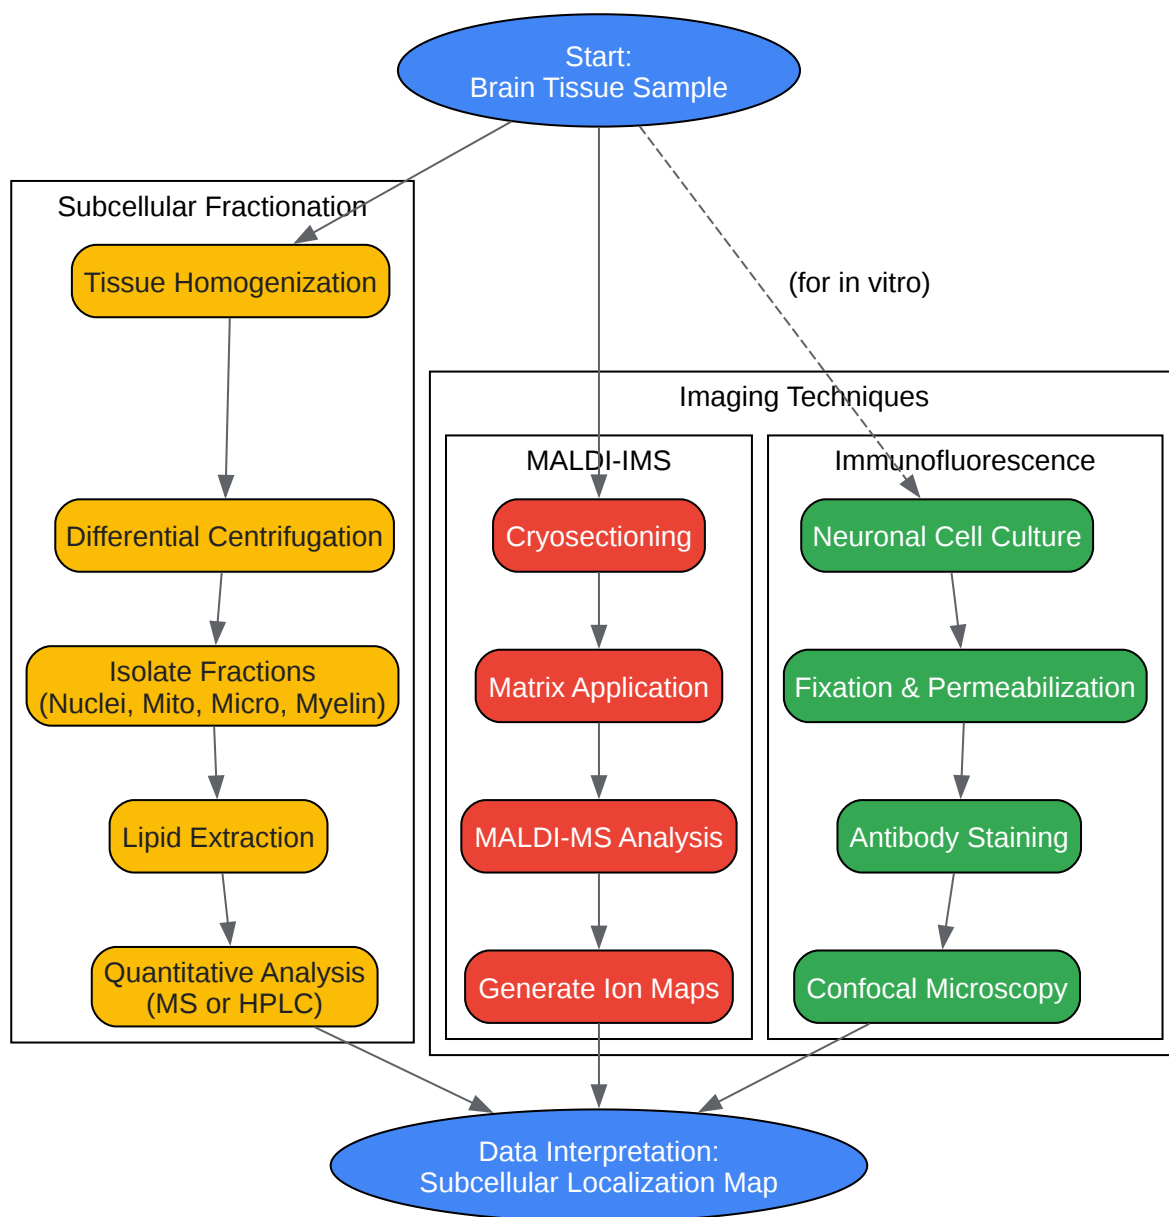 Start:
Brain Tissue Sample
Subcellular Fractionation
Tissue Homogenization
Differential Centrifugation
Isolate Fractions
(Nuclei, Mito, Micro, Myelin)
Lipid Extraction
Quantitative Analysis
(MS or HPLC)
(for in vitro)
Imaging Techniques
MALDI-IMS
Cryosectioning
Matrix Application
MALDI-MS Analysis
Generate Ion Maps
Immunofluorescence
Neuronal Cell Culture
Fixation & Permeabilization
Antibody Staining
Confocal Microscopy
Data Interpretation:
Subcellular Localization Map